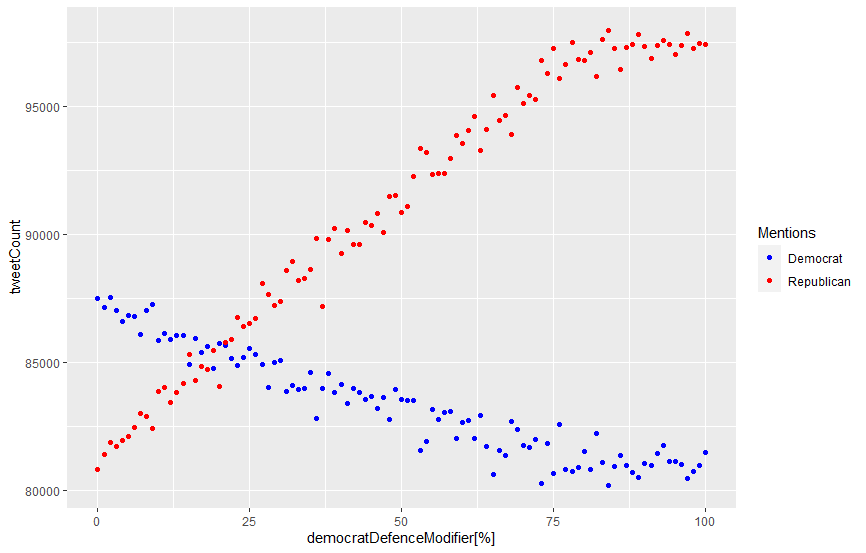 tweetCount
95000
90000
85000
80000
0
25
50
75
100
democratDefenceModifier[%]
Mentions
Democrat
Republican